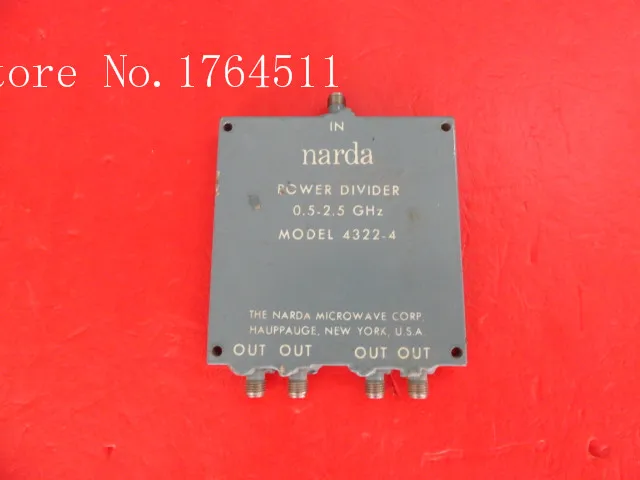 tore No.1764511
IN
narda
POWER DIVIDER
0.5-2.5 GHz
MODEL 4322-4
THE NARDA MICROWAVE CORP.
HAUPPAUGE, NEW YORK, U.S.A
OUT OUT OUT OUT